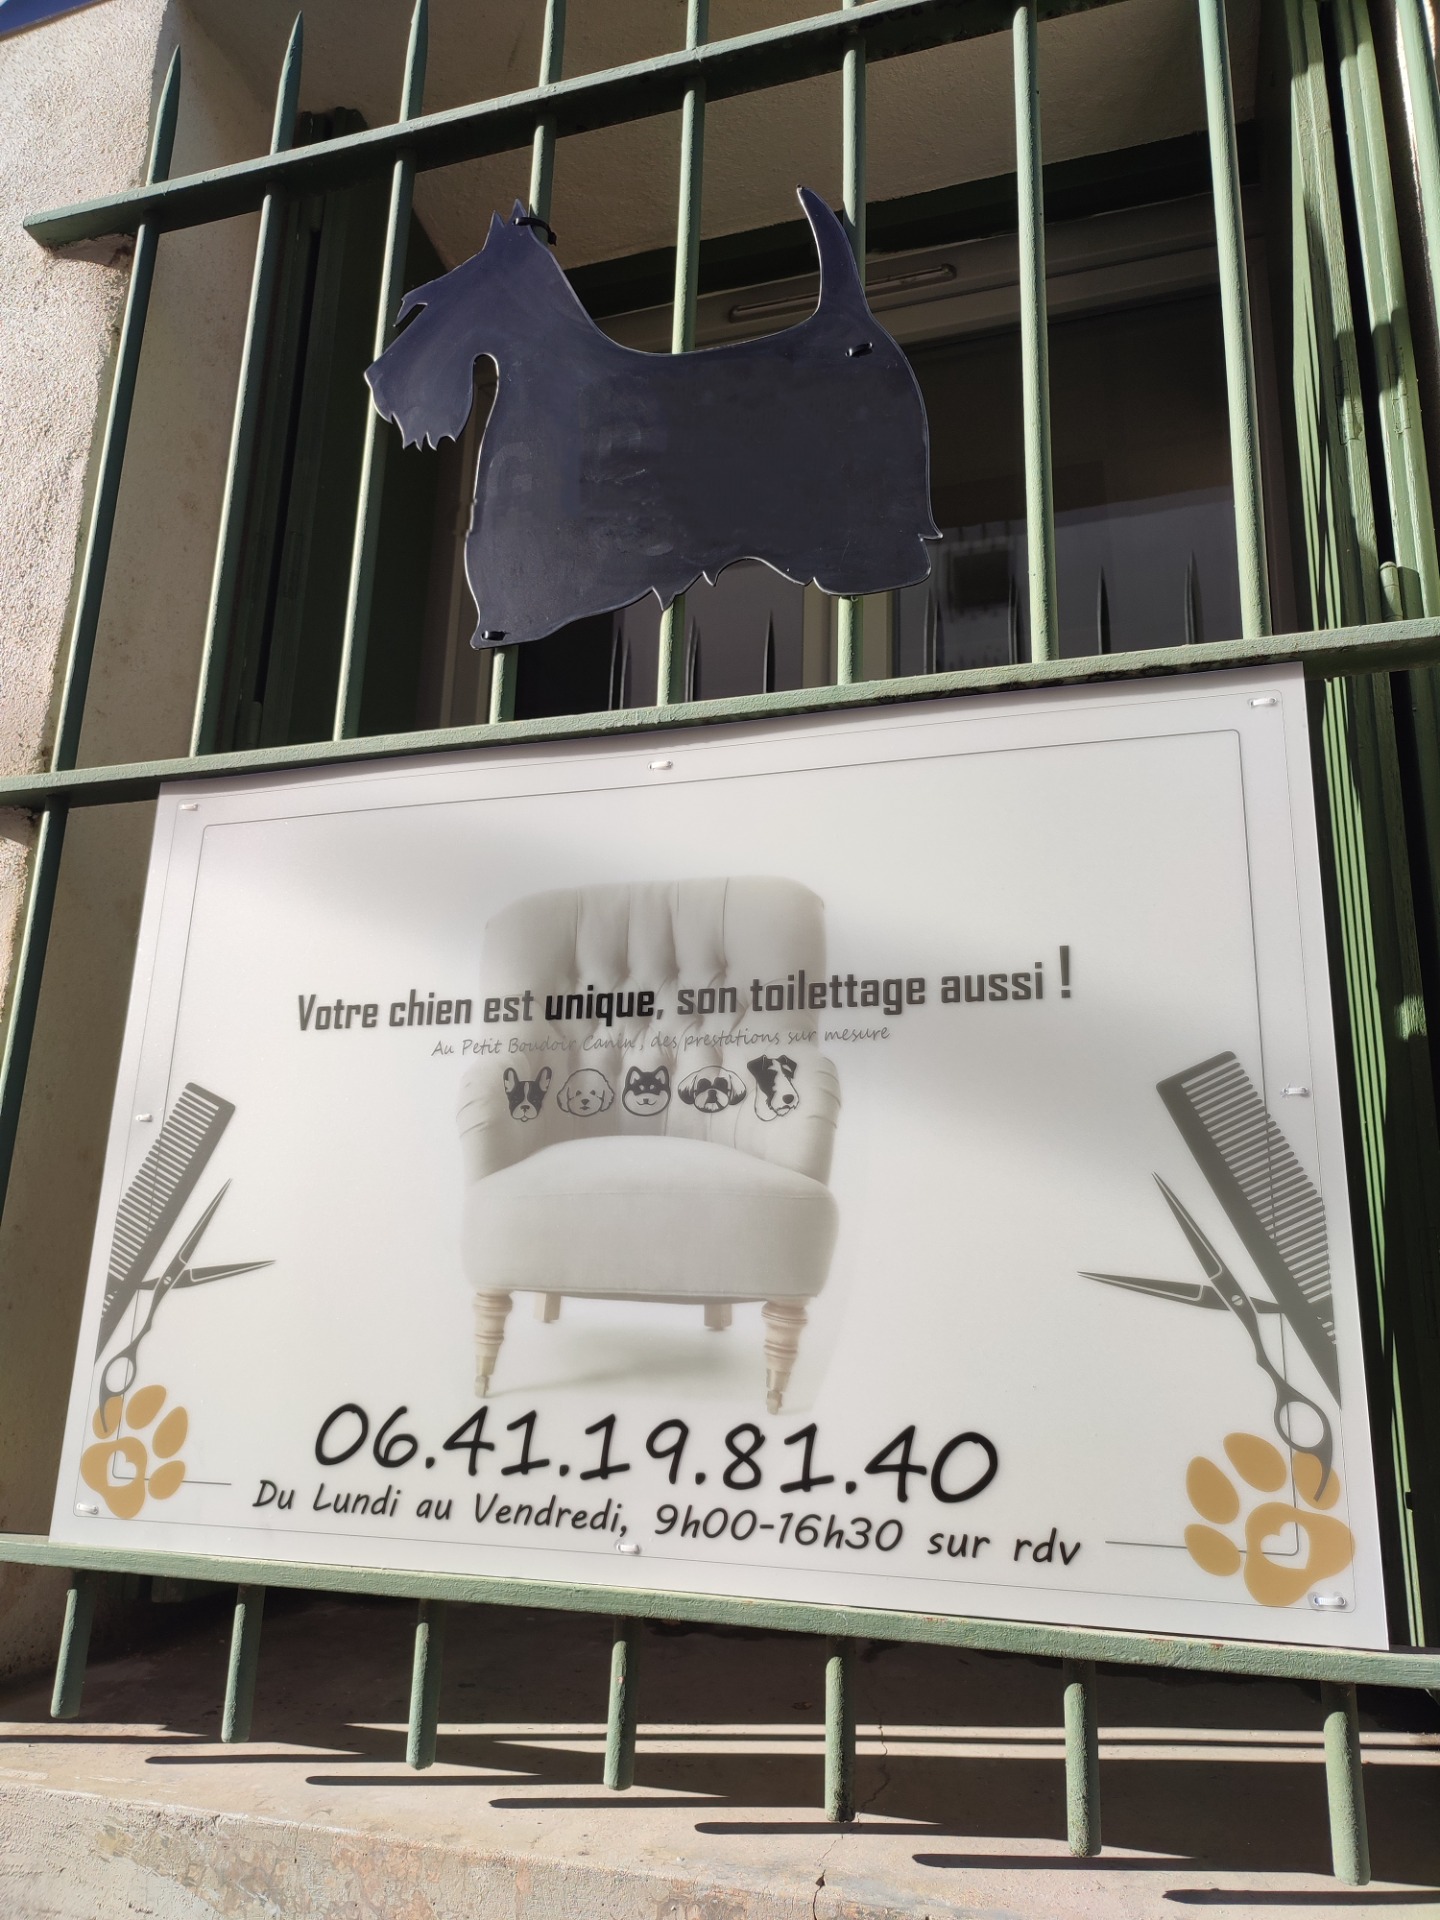 Votre chien est unique, son toilettage aussi !
Au Petit Boudoir Canin, des prestations sur mesure
06.41.19.81.40
Du Lundi au Vendredi, 9h00-16h30 sur rdv